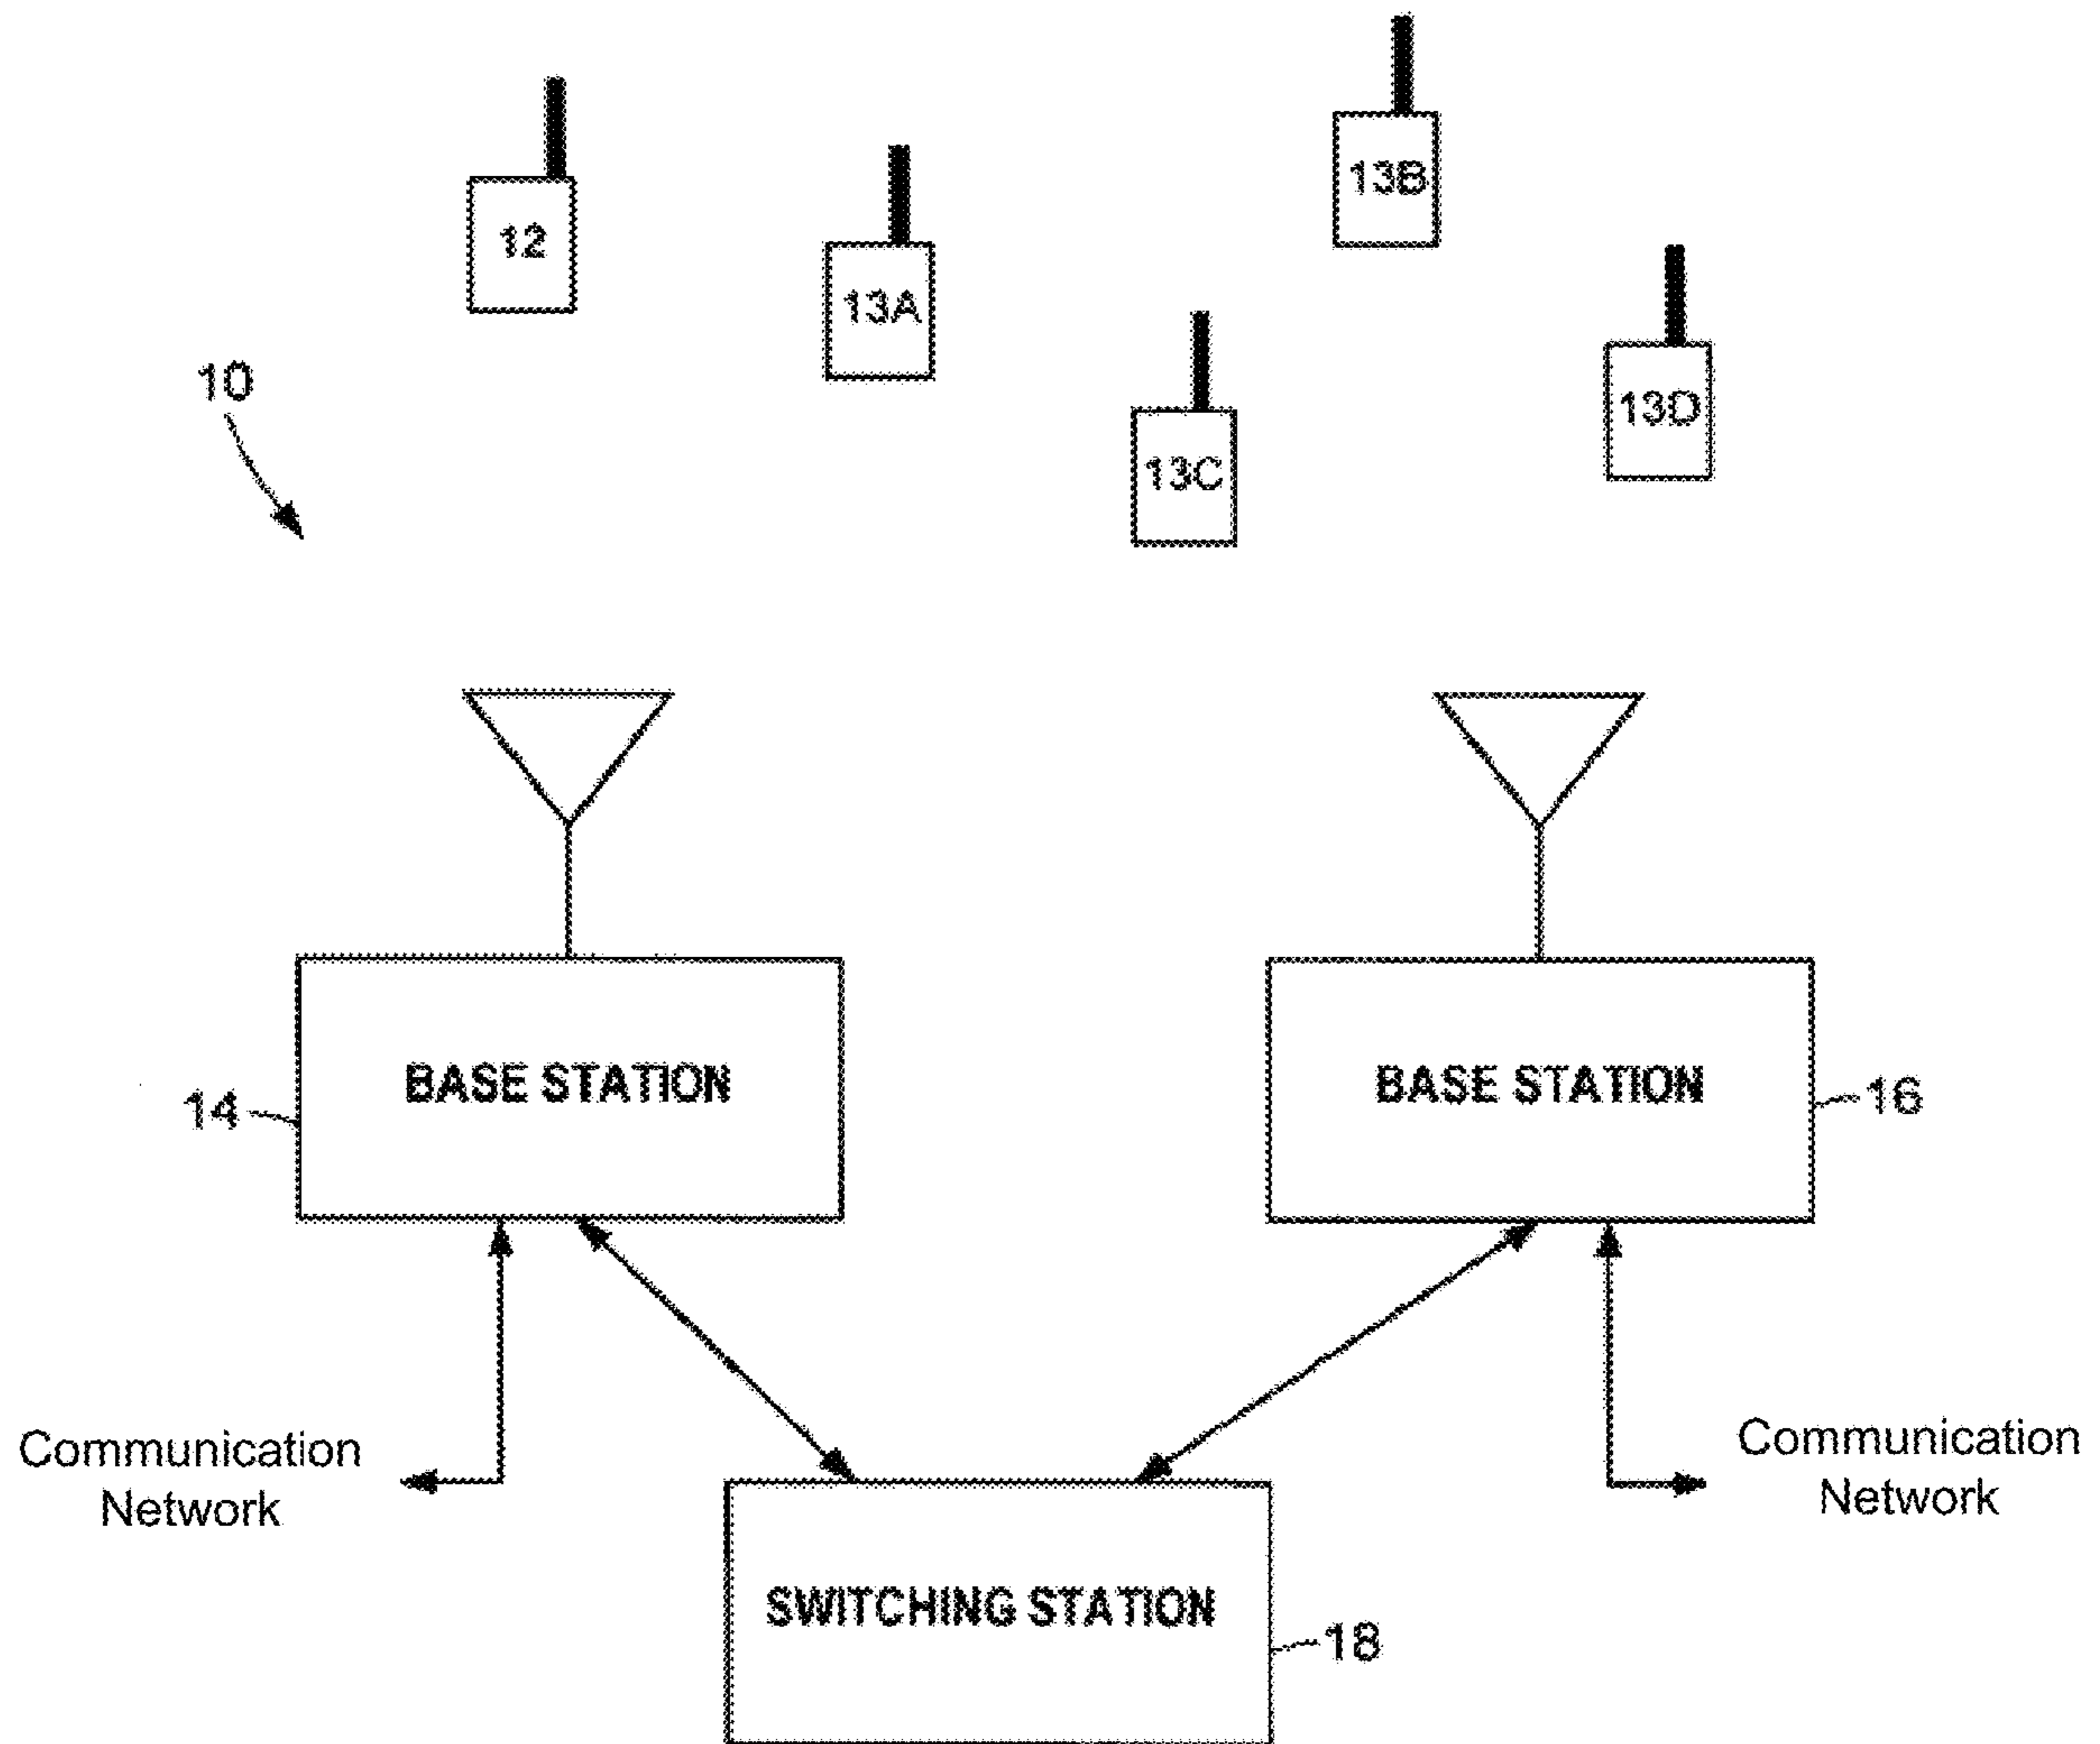 13B
12
13A
10
13D
13C
BASE STATION
BASE STATION
14
16
Communication
Network
Communication
Network
SWITCHING STATION
18